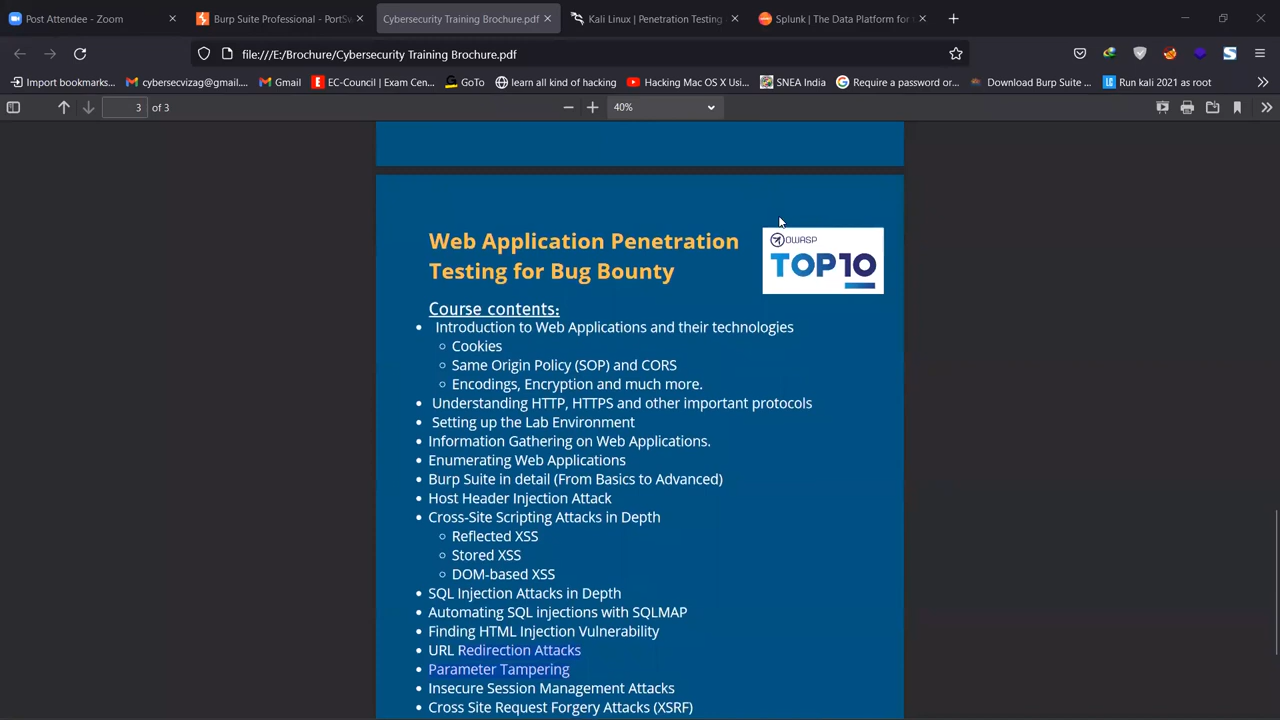 Post Attendee - Zoom
Burp Suite Professional - PortSw
Cybersecurity Training Brochure.pdf
Kali Linux | Penetration Testing
Splunk | The Data Platform for
file:///E:/Brochure/Cybersecurity Training Brochure.pdf
Import bookmarks...
cybersecvizag@gmail....
Gmail
EC-Council | Exam Cen...
GoTo
learn all kind of hacking
Hacking Mac OS X Usi...
SNEA India
Require a password or...
Download Burp Suite ...
Run kali 2021 as root
3 of 3
40%
Web Application Penetration
Testing for Bug Bounty
OWASP
TOP10
Course contents:
Introduction to Web Applications and their technologies
Cookies
Same Origin Policy (SOP) and CORS
Encodings, Encryption and much more.
Understanding HTTP, HTTPS and other important protocols
Setting up the Lab Environment
Information Gathering on Web Applications.
Enumerating Web Applications
Burp Suite in detail (From Basics to Advanced)
Host Header Injection Attack
Cross-Site Scripting Attacks in Depth
Reflected XSS
Stored XSS
DOM-based XSS
SQL Injection Attacks in Depth
Automating SQL injections with SQLMAP
Finding HTML Injection Vulnerability
URL Redirection Attacks
Parameter Tampering
Insecure Session Management Attacks
Cross Site Request Forgery Attacks (XSRF)